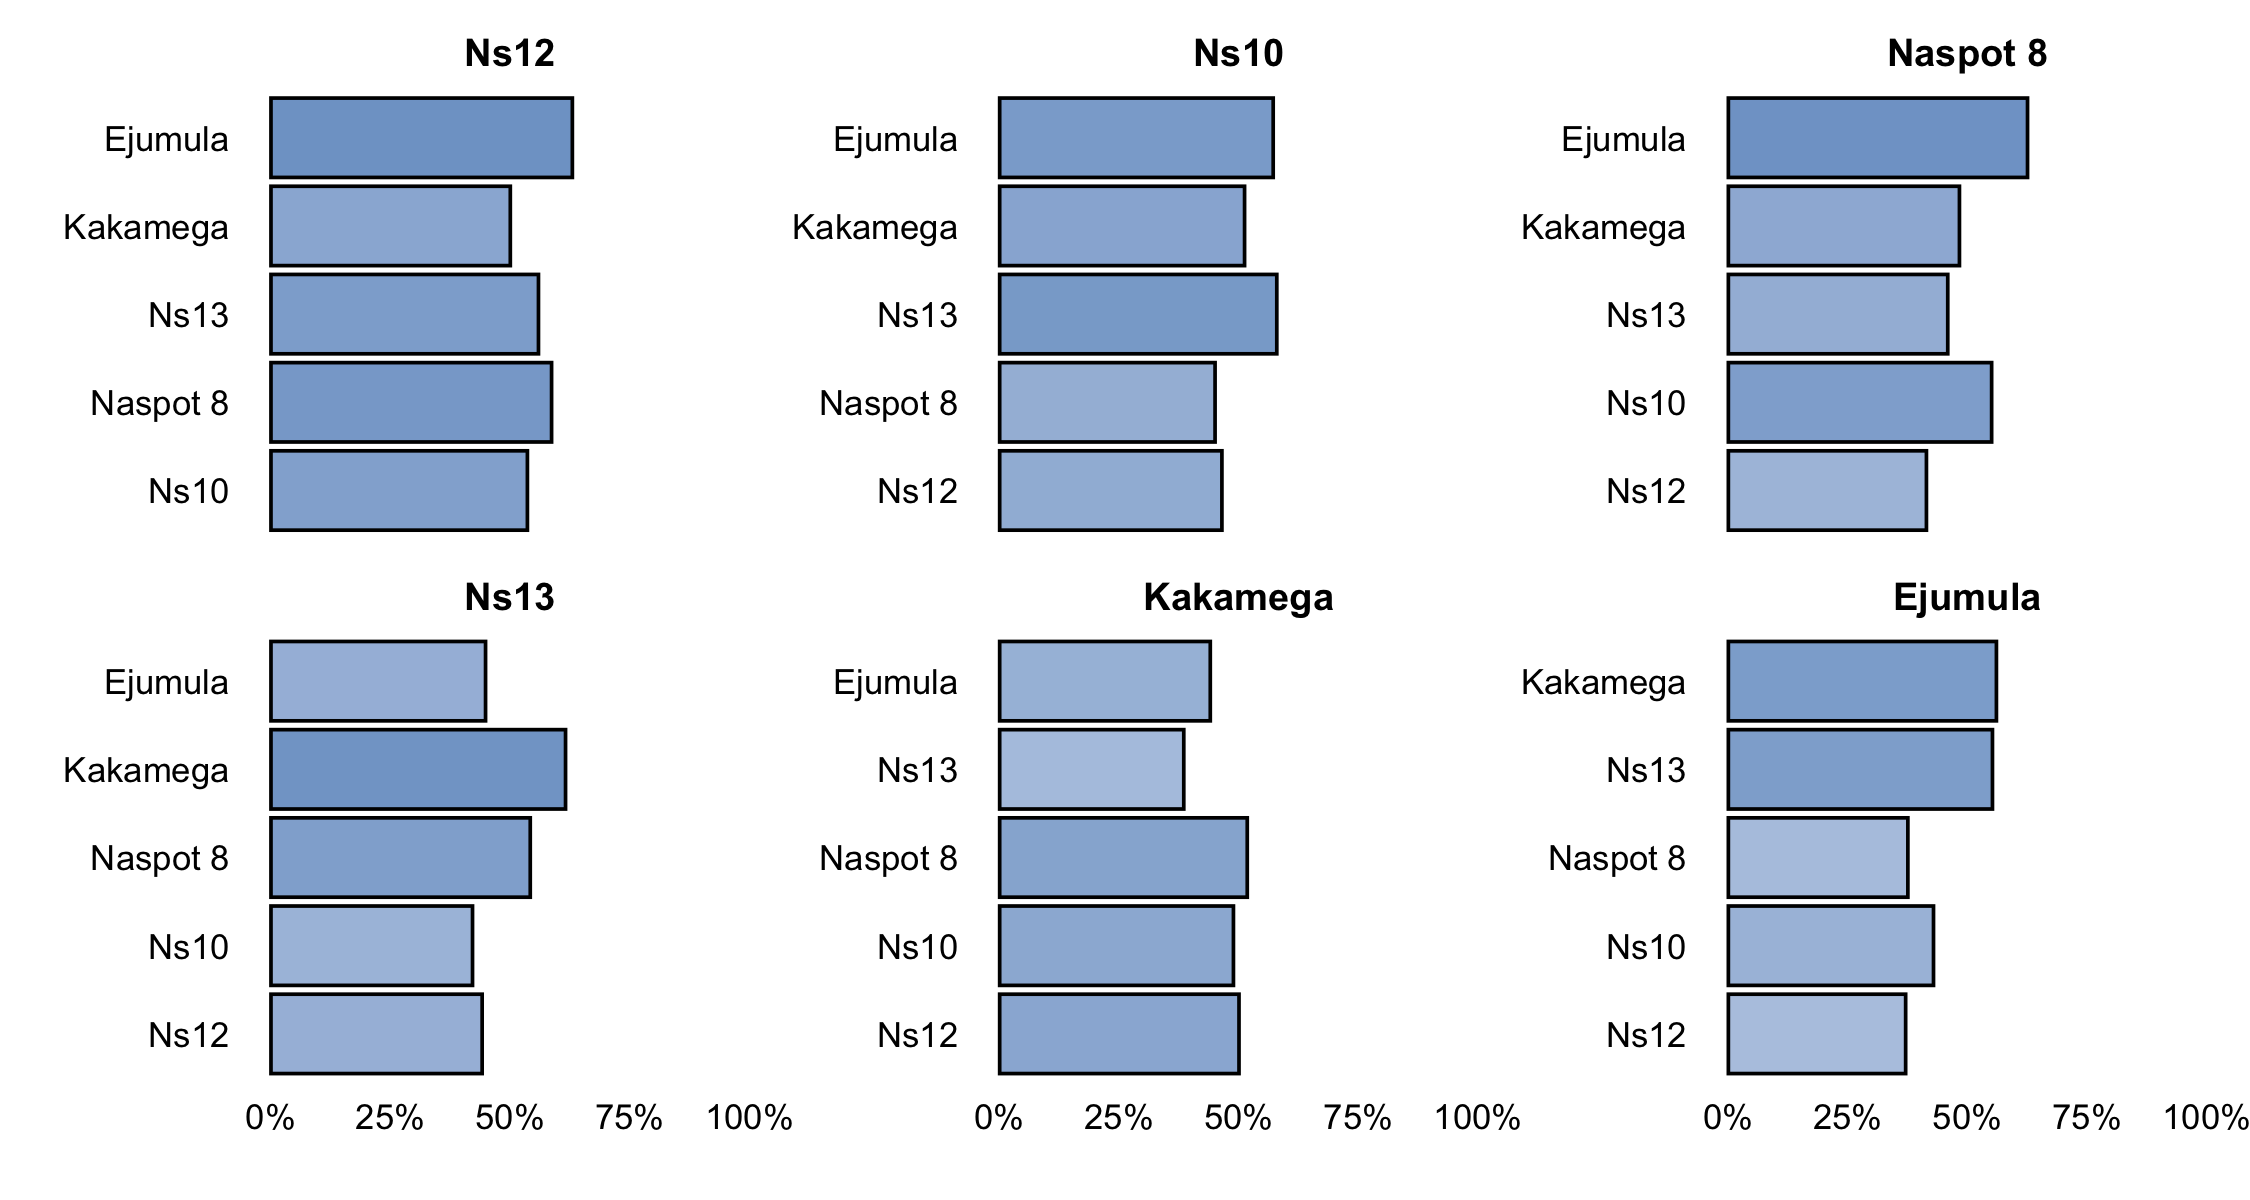 Ns12
Ejumula
Kakamega
Ns13
Naspot 8
Ns10
Ns10
Ejumula
Kakamega
Ns13
Naspot 8
Ns12
Naspot 8
Ejumula
Kakamega
Ns13
Ns10
Ns12
Ns13
Ejumula
Kakamega
Naspot 8
Ns10
Ns12
0% 25% 50% 75% 100%
Kakamega
Ejumula
Ns13
Naspot 8
Ns10
Ns12
0% 25% 50% 75% 100%
Ejumula
Kakamega
Ns13
Naspot 8
Ns10
Ns12
0% 25% 50% 75% 100%